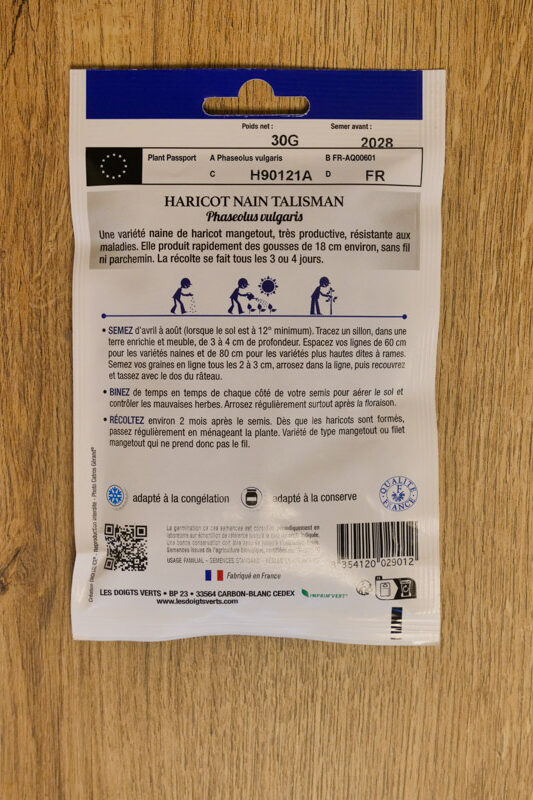 Poids net : Semer avant :
30G 2028
Plant Passport A Phaseolus vulgaris B FR-AQ00601
C H90121A D FR
HARICOT NAIN TALISMAN
Phaseolus vulgaris
Une variété naine de haricot mangetout, très productive, résistante aux
maladies. Elle produit rapidement des gousses de 18 cm environ, sans fil
ni parchemin. La récolte se fait tous les 3 ou 4 jours.
• SEMEZ d'avril à août (lorsque le sol est à 12° minimum). Tracez un sillon, dans une
terre enrichie et meuble, de 3 à 4 cm de profondeur. Espacez vos lignes de 60 cm
pour les variétés naines et de 80 cm pour les variétés plus hautes dites à rames.
Semez vos graines en ligne tous les 2 à 3 cm, arrosez dans la ligne, puis recouvrez
et tassez avec le dos du râteau.
• BINEZ de temps en temps de chaque côté de votre semis pour aérer le sol et
contrôler les mauvaises herbes. Arrosez régulièrement surtout après la floraison.
• RÉCOLTEZ environ 2 mois après le semis. Dès que les haricots sont formés,
passez régulièrement en ménageant la plante. Variété de type mangetout ou filet
mangetout qui ne prend donc pas le fil.
adapté à la congélation adapté à la conserve
QUALITÉ FRANCE
La germination de ces semences est contrôlée périodiquement en
USAGE FAMILIAL - SEMENCES STANDARD
3 354120 029012
Fabriqué en France
LES DOIGTS VERTS • BP 23 • 33564 CARBON-BLANC CEDEX
IMPRIM'VERT
www.lesdoigtsverts.com